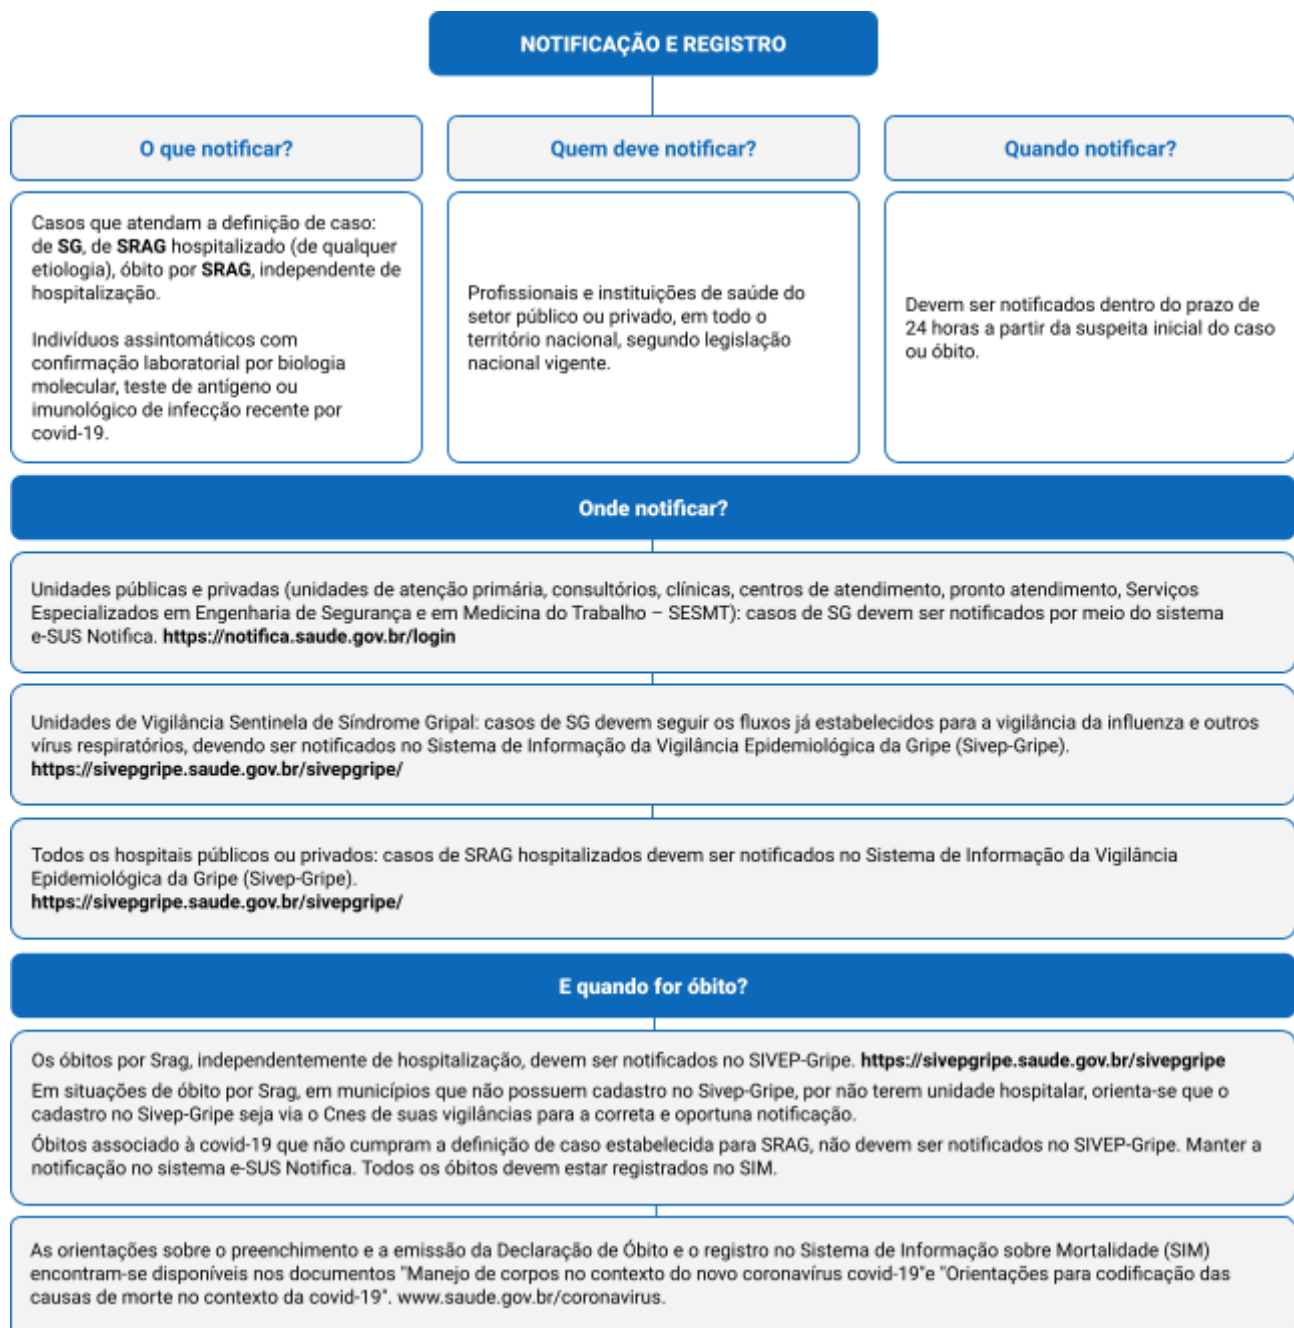 NOTIFICAÇÃO E REGISTRO
O que notificar?
Casos que atendam a definição de caso:
de SG, de SRAG hospitalizado (de qualquer
etiologia), óbito por SRAG, independente de
hospitalização.
Indivíduos assintomáticos com
confirmação laboratorial por biologia
molecular, teste de antígeno ou
imunológico de infecção recente por
covid-19.
Quem deve notificar?
Profissionais e instituições de saúde do
setor público ou privado, em todo o
território nacional, segundo legislação
nacional vigente.
Quando notificar?
Devem ser notificados dentro do prazo de
24 horas a partir da suspeita inicial do caso
ou óbito.
Onde notificar?
Unidades públicas e privadas (unidades de atenção primária, consultórios, clínicas, centros de atendimento, pronto atendimento, Serviços
Especializados em Engenharia de Segurança e em Medicina do Trabalho – SESMT): casos de SG devem ser notificados por meio do sistema
e-SUS Notifica. https://notifica.saude.gov.br/login
Unidades de Vigilância Sentinela de Síndrome Gripal: casos de SG devem seguir os fluxos já estabelecidos para a vigilância da influenza e outros
vírus respiratórios, devendo ser notificados no Sistema de Informação da Vigilância Epidemiológica da Gripe (Sivep-Gripe).
https://sivepgripe.saude.gov.br/sivepgripe/
Todos os hospitais públicos ou privados: casos de SRAG hospitalizados devem ser notificados no Sistema de Informação da Vigilância
Epidemiológica da Gripe (Sivep-Gripe).
https://sivepgripe.saude.gov.br/sivepgripe/
E quando for óbito?
Os óbitos por Srag, independentemente de hospitalização, devem ser notificados no SIVEP-Gripe. https://sivepgripe.saude.gov.br/sivepgripe
Em situações de óbito por Srag, em municípios que não possuem cadastro no Sivep-Gripe, por não terem unidade hospitalar, orienta-se que o
cadastro no Sivep-Gripe seja via o Cnes de suas vigilâncias para a correta e oportuna notificação.
Óbitos associado à covid-19 que não cumpram a definição de caso estabelecida para SRAG, não devem ser notificados no SIVEP-Gripe. Manter a
notificação no sistema e-SUS Notifica. Todos os óbitos devem estar registrados no SIM.
As orientações sobre o preenchimento e a emissão da Declaração de Óbito e o registro no Sistema de Informação sobre Mortalidade (SIM)
encontram-se disponíveis nos documentos "Manejo de corpos no contexto do novo coronavírus covid-19"e "Orientações para codificação das
causas de morte no contexto da covid-19". www.saude.gov.br/coronavirus.